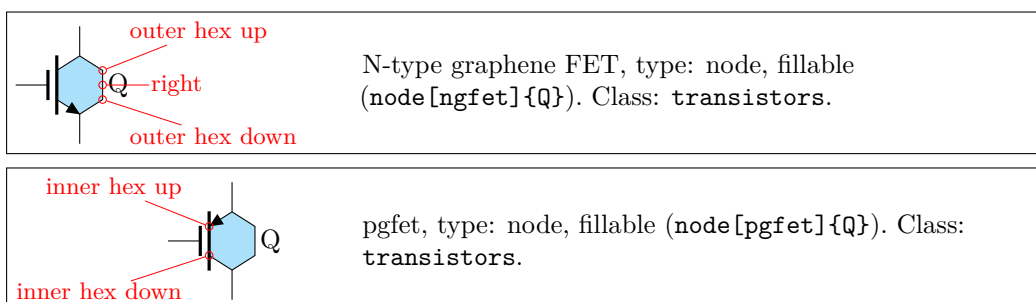 outer hex up
Q
right
outer hex down
N-type graphene FET, type: node, fillable
(node[ngfet]{Q}). Class: transistors.
inner hex up
Q
inner hex down
pgfet, type: node, fillable (node[pgfet]{Q}). Class:
transistors.